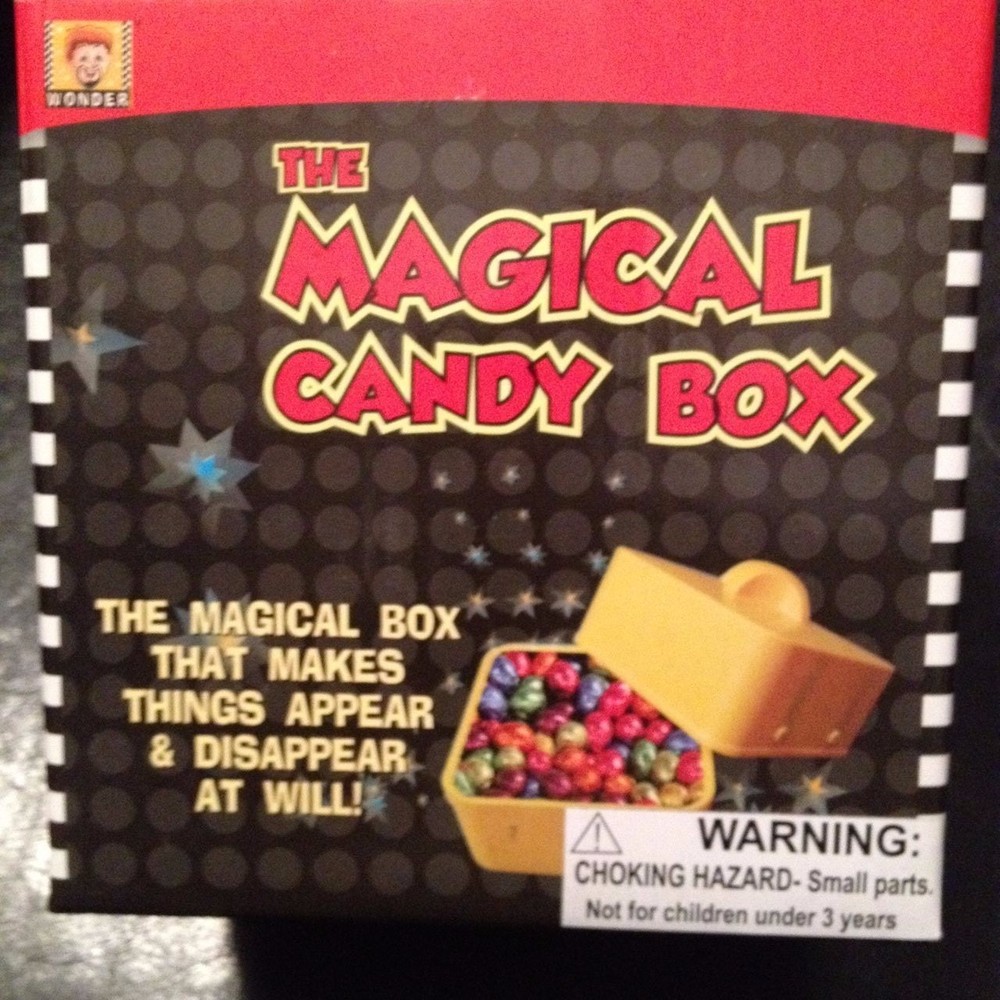 WONDER
THE
MAGICAL
CANDY BOX
THE MAGICAL BOX
THAT MAKES
THINGS APPEAR
& DISAPPEAR
AT WILL!
WARNING:
CHOKING HAZARD- Small parts.
Not for children under 3 years